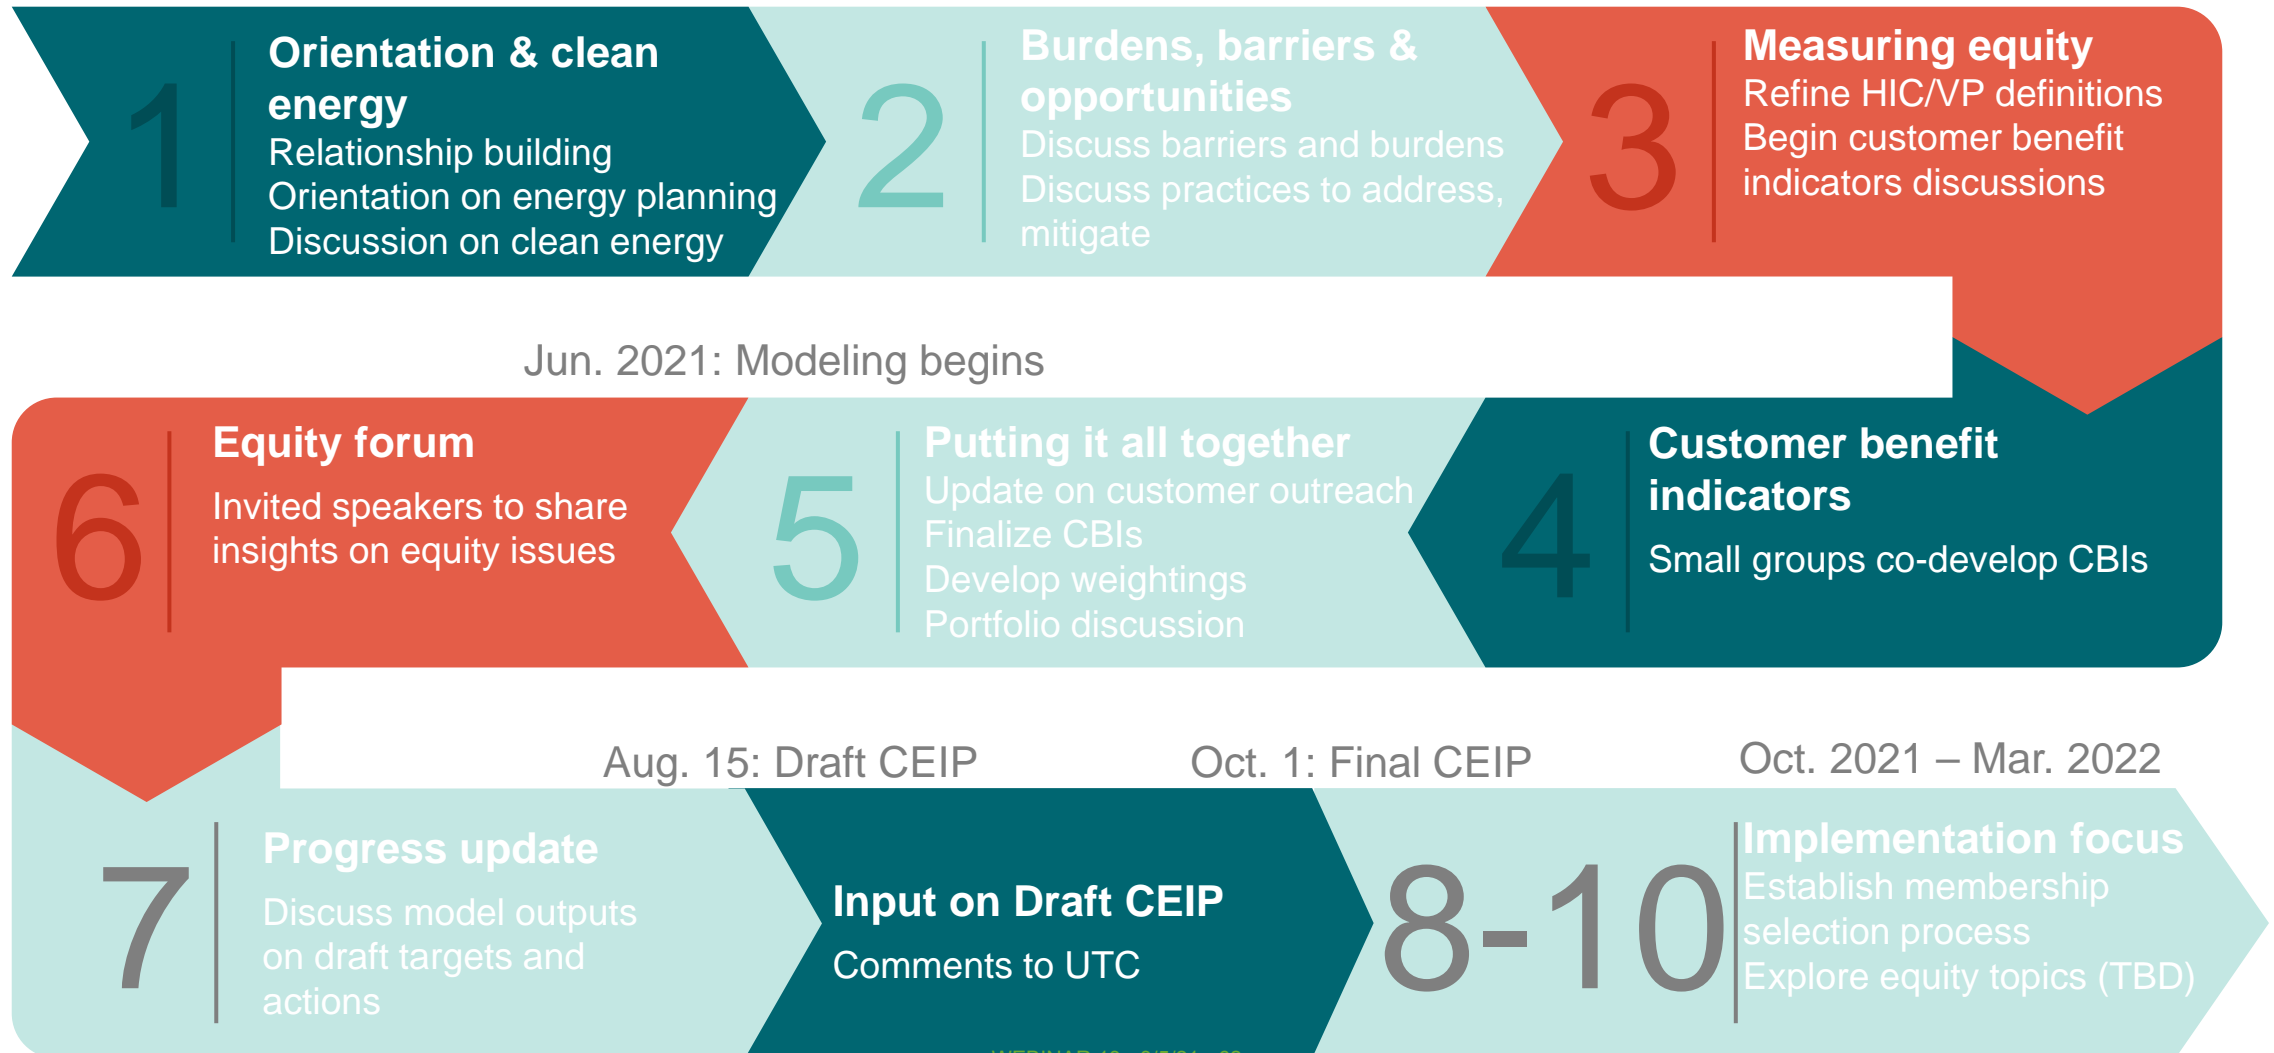 1
Orientation & clean
energy
Relationship building
Orientation on energy planning
Discussion on clean energy
2
Burdens, barriers &
opportunities
Discuss barriers and burdens
Discuss practices to address,
mitigate
3
Measuring equity
Refine HIC/VP definitions
Begin customer benefit
indicators discussions
Jun. 2021: Modeling begins
4
Customer benefit
indicators
Small groups co-develop CBIs
5
Putting it all together
Update on customer outreach
Finalize CBIs
Develop weightings
Portfolio discussion
6
Equity forum
Invited speakers to share
insights on equity issues
Aug. 15: Draft CEIP
Oct. 1: Final CEIP
Oct. 2021 – Mar. 2022
7
Progress update
Discuss model outputs
on draft targets and
actions
Input on Draft CEIP
Comments to UTC
8-10
Implementation focus
Establish membership
selection process
Explore equity topics (TBD)